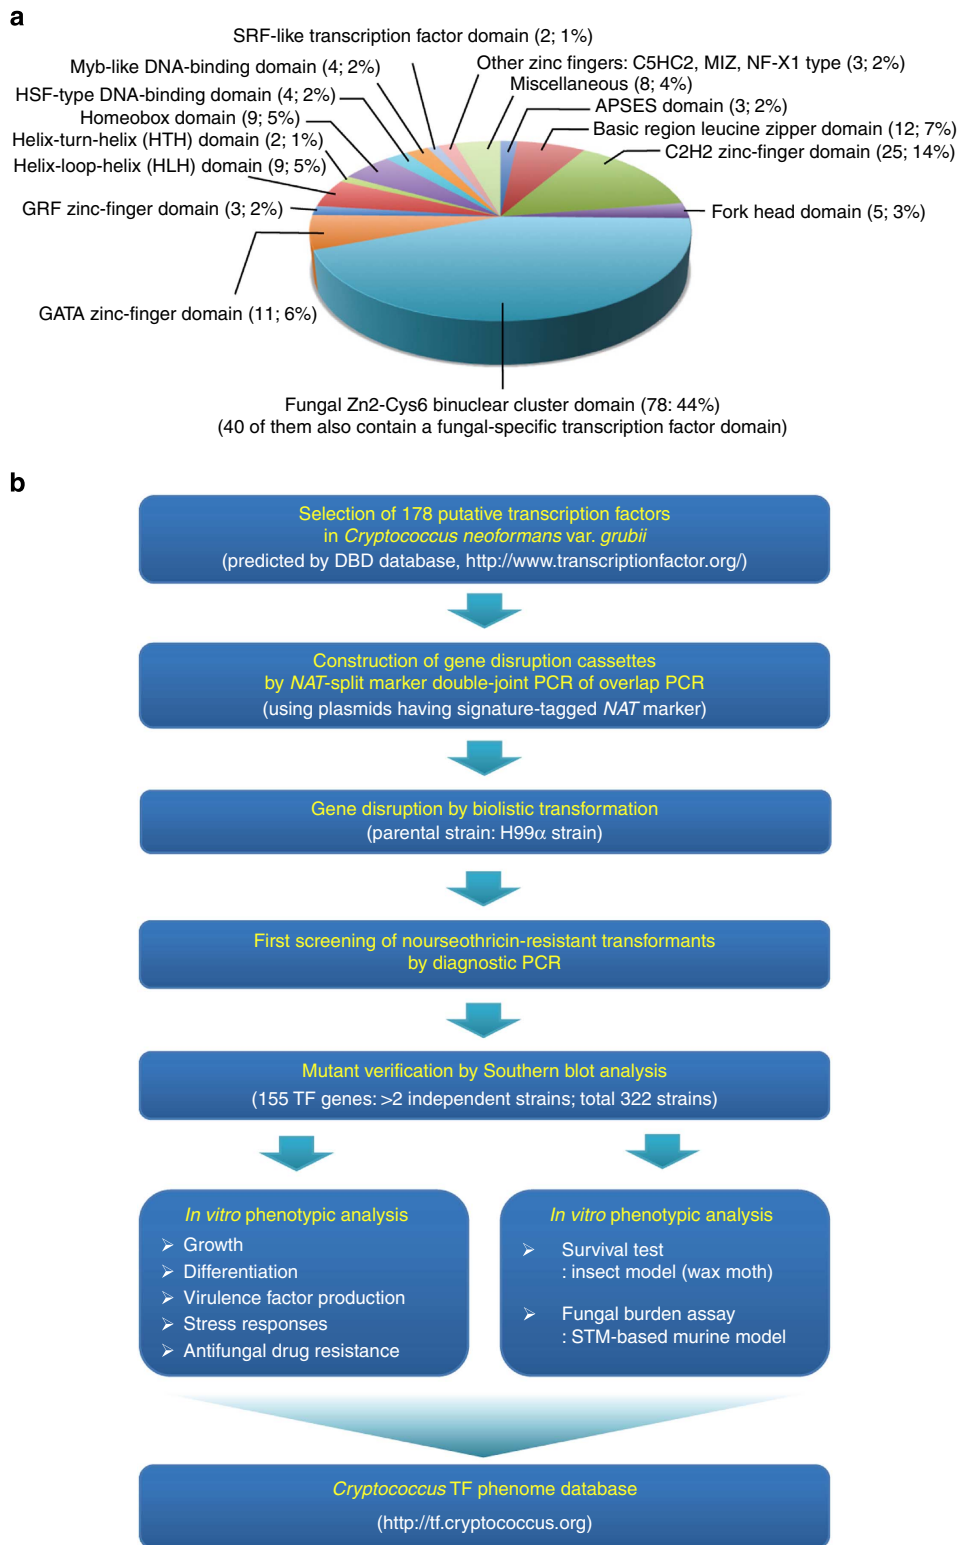 a
SRF-like transcription factor domain (2; 1%)
Myb-like DNA-binding domain (4; 2%)
HSF-type DNA-binding domain (4; 2%)
Homeobox domain (9; 5%)
Helix-turn-helix (HTH) domain (2; 1%)
Helix-loop-helix (HLH) domain (9; 5%)
GRF zinc-finger domain (3; 2%)
GATA zinc-finger domain (11; 6%)
Other zinc fingers: C5HC2, MIZ, NF-X1 type (3; 2%)
Miscellaneous (8; 4%)
APSES domain (3; 2%)
Basic region leucine zipper domain (12; 7%)
C2H2 zinc-finger domain (25; 14%)
Fork head domain (5; 3%)
Fungal Zn2-Cys6 binuclear cluster domain (78: 44%)
(40 of them also contain a fungal-specific transcription factor domain)
b
Selection of 178 putative transcription factors
in Cryptococcus neoformans var. grubii
(predicted by DBD database, http://www.transcriptionfactor.org/)
Construction of gene disruption cassettes
by NAT-split marker double-joint PCR of overlap PCR
(using plasmids having signature-tagged NAT marker)
Gene disruption by biolistic transformation
(parental strain: H99α strain)
First screening of nourseothricin-resistant transformants
by diagnostic PCR
Mutant verification by Southern blot analysis
(155 TF genes: >2 independent strains; total 322 strains)
In vitro phenotypic analysis
➢ Growth
➢ Differentiation
➢ Virulence factor production
➢ Stress responses
➢ Antifungal drug resistance
In vitro phenotypic analysis
➢ Survival test
: insect model (wax moth)
➢ Fungal burden assay
: STM-based murine model
Cryptococcus TF phenome database
(http://tf.cryptococcus.org)